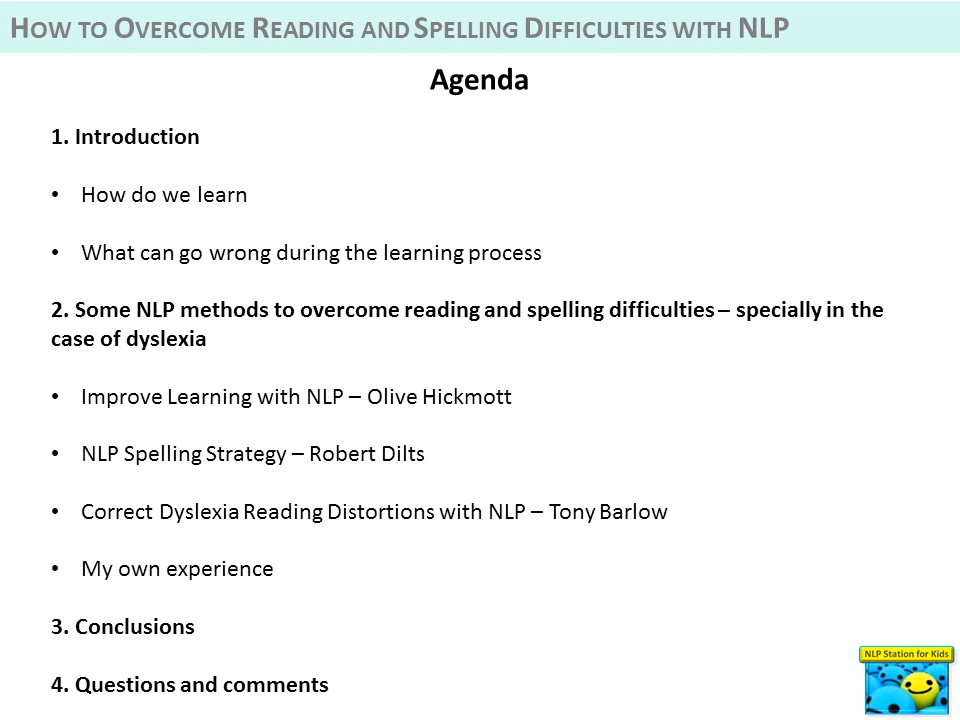 HOW TO OVERCOME READING AND SPELLING DIFFICULTIES WITH NLP
Agenda
1. Introduction
• How do we learn
• What can go wrong during the learning process
2. Some NLP methods to overcome reading and spelling difficulties – specially in the
case of dyslexia
• Improve Learning with NLP – Olive Hickmott
• NLP Spelling Strategy – Robert Dilts
• Correct Dyslexia Reading Distortions with NLP – Tony Barlow
• My own experience
3. Conclusions
4. Questions and comments
NLP Station for Kids